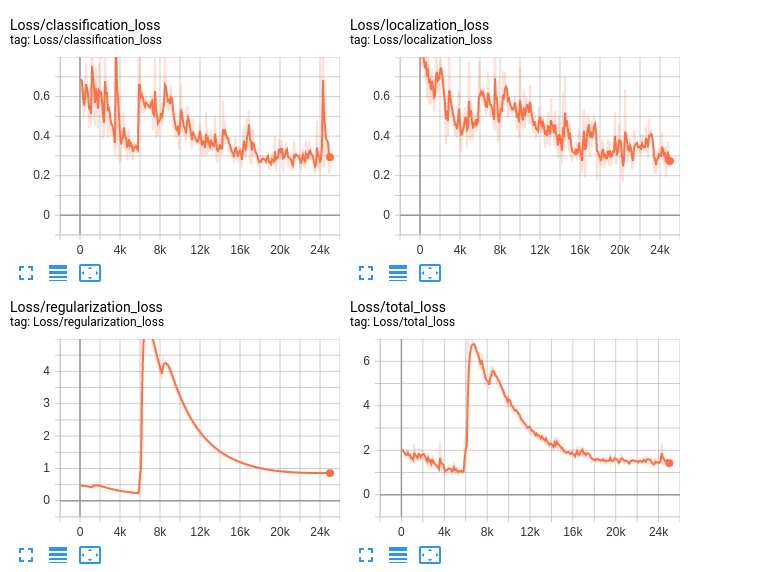 Loss/classification_loss
tag: Loss/classification_loss
0.6
0.4
0.2
0
0 4k 8k 12k 16k 20k 24k
Loss/localization_loss
tag: Loss/localization_loss
0.6
0.4
0.2
0
0 4k 8k 12k 16k 20k 24k
Loss/regularization_loss
tag: Loss/regularization_loss
4
3
2
1
0
0 4k 8k 12k 16k 20k 24k
Loss/total_loss
tag: Loss/total_loss
6
4
2
0
0 4k 8k 12k 16k 20k 24k